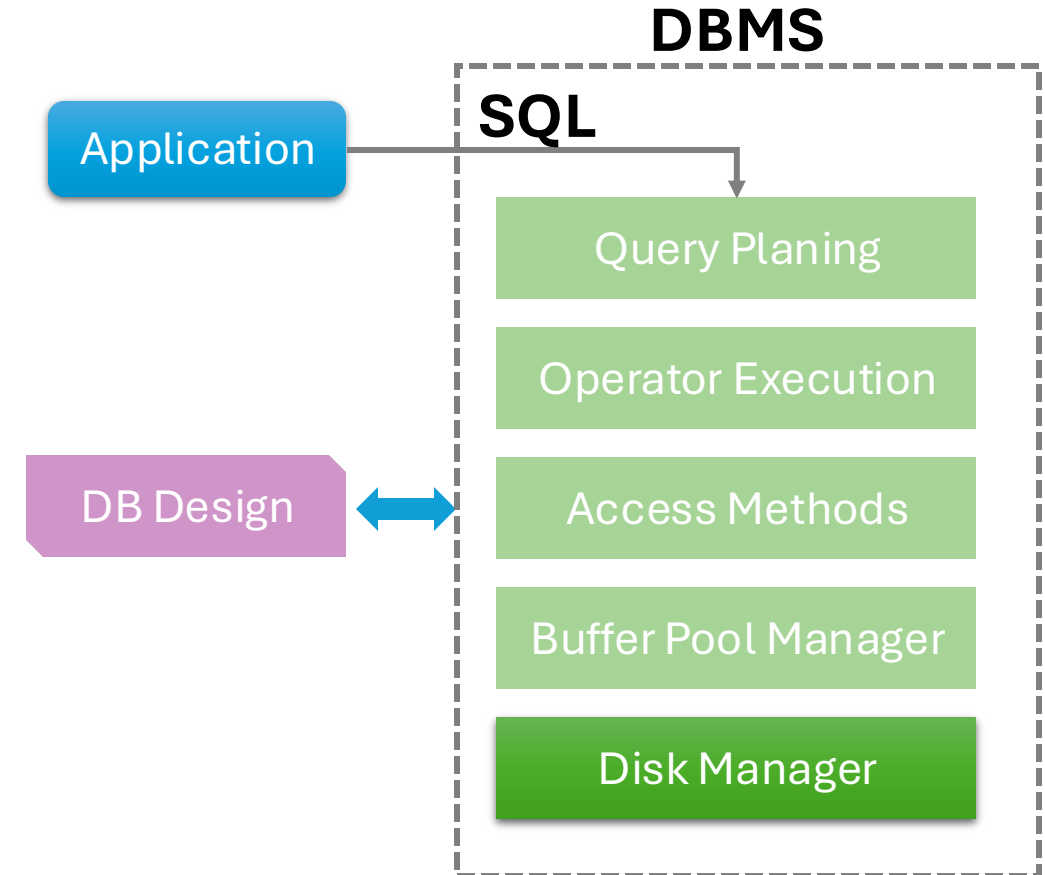 DBMS
SQL
Application
Query Planing
Operator Execution
DB Design
Access Methods
Buffer Pool Manager
Disk Manager